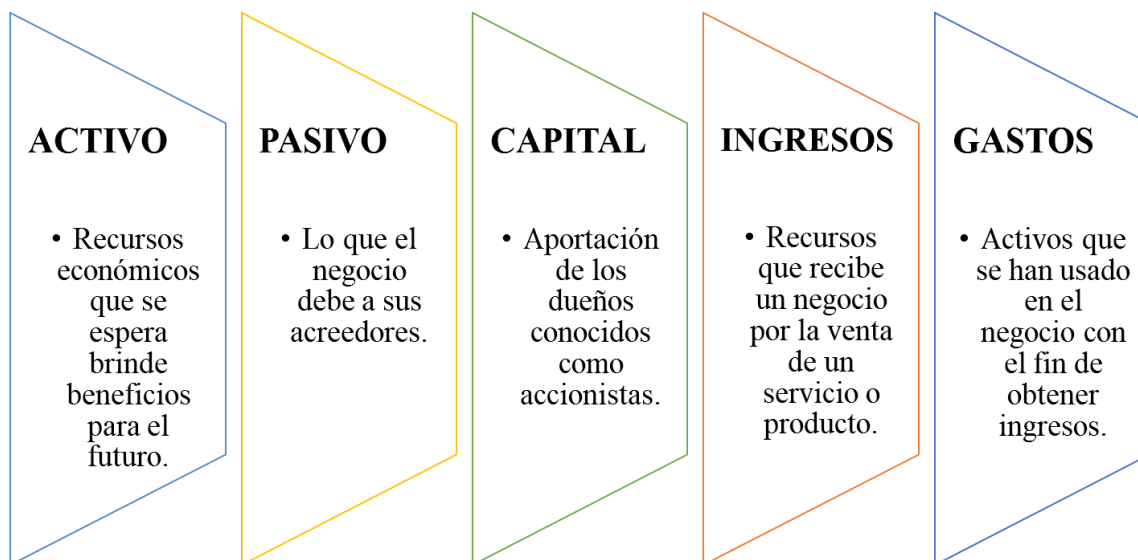 ACTIVO
• Recursos
económicos
que se
espera
brinde
beneficios
para el
futuro.
PASIVO
• Lo que el
negocio
debe a sus
acreedores.
CAPITAL
• Aportación
de los
dueños
conocidos
como
accionistas.
INGRESOS
• Recursos
que recibe
un negocio
por la venta
de un
servicio o
producto.
GASTOS
• Activos que
se han usado
en el
negocio con
el fin de
obtener
ingresos.